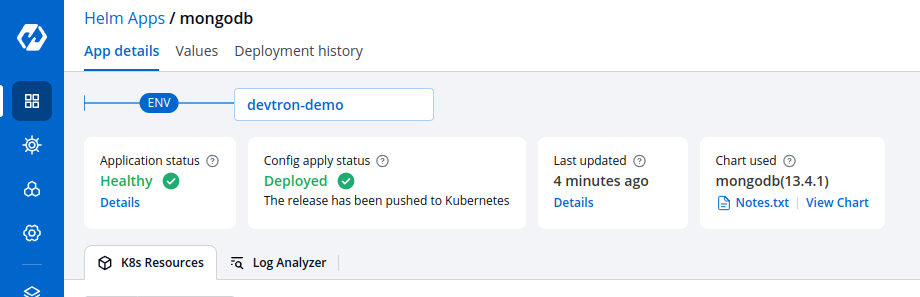 Helm Apps / mongodb
App details Values Deployment history
ENV devtron-demo
Application status
Healthy
Details
Config apply status
Deployed
The release has been pushed to Kubernetes
Last updated
4 minutes ago
Details
Chart used
mongodb(13.4.1)
Notes.txt View Chart
K8s Resources Log Analyzer